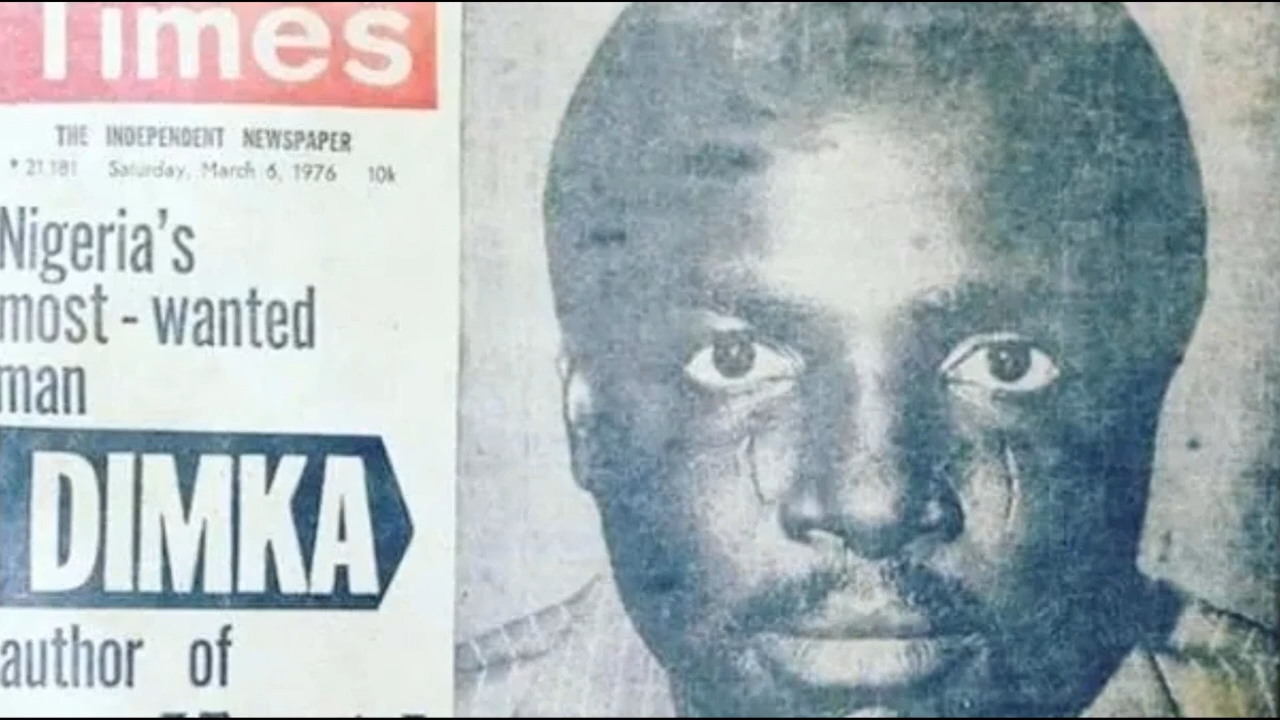 Times
THE INDEPENDENT NEWSPAPER
* 21,181 Saturday, March 6, 1976 10k
Nigeria's
most - wanted
man
DIMKA
author of